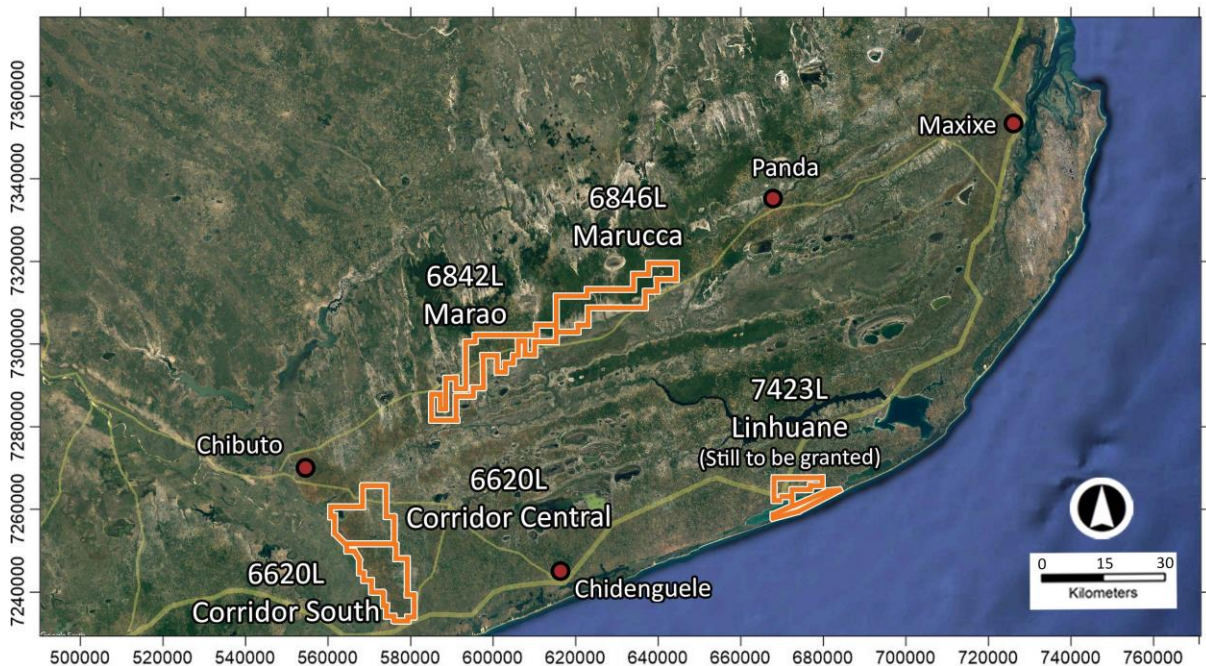 7360000
7340000
7320000
7300000
7280000
7260000
7240000
Maxixe
Panda
6846L
Marucca
6842L
Marao
7423L
Linhuane
(Still to be granted)
Chibuto
6620L
Corridor Central
6620L
Corridor South
Chidenguele
0 15 30
Kilometers
500000 520000 540000 560000 580000 600000 620000 640000 660000 680000 700000 720000 740000 760000